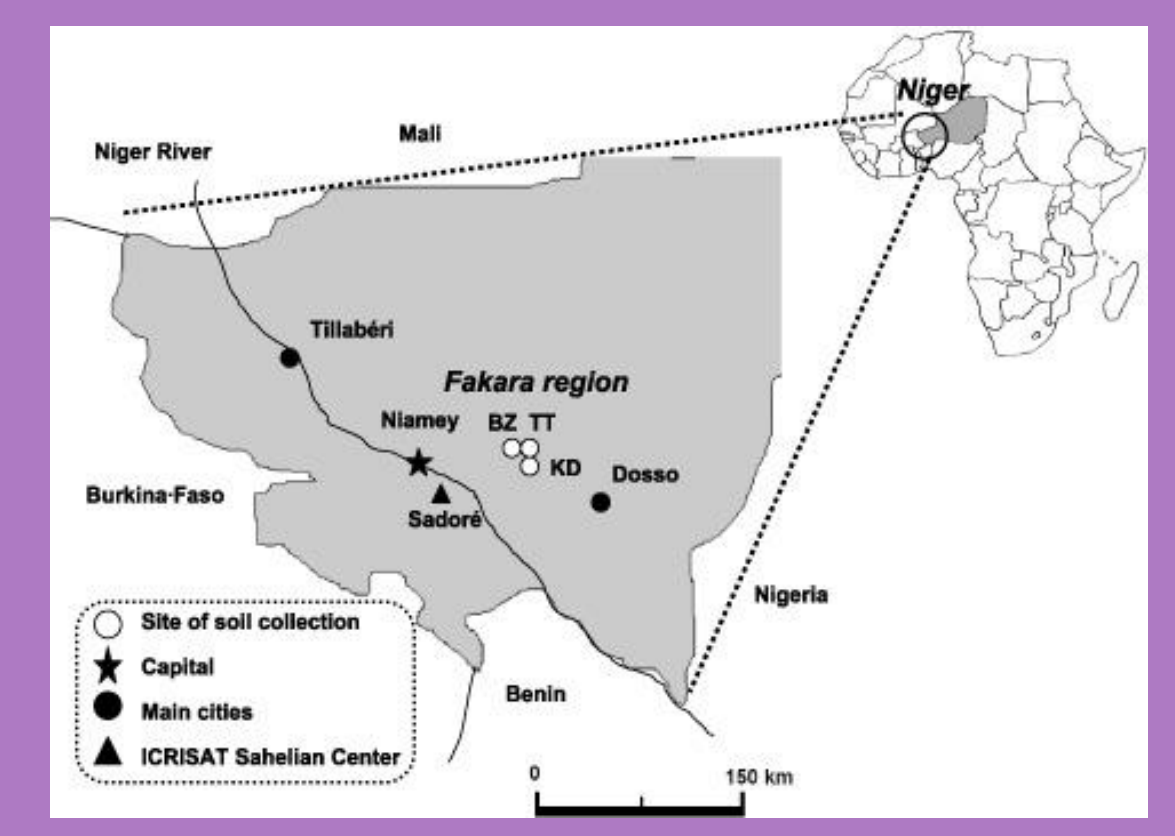 Niger
Mali
Niger River
Tillabéri
Fakara region
Niamey
BZ TT
KD
Dosso
Burkina-Faso
Sadoré
Nigeria
Site of soil collection
Capital
Benin
Main cities
ICRISAT Sahelian Center
0 150 km